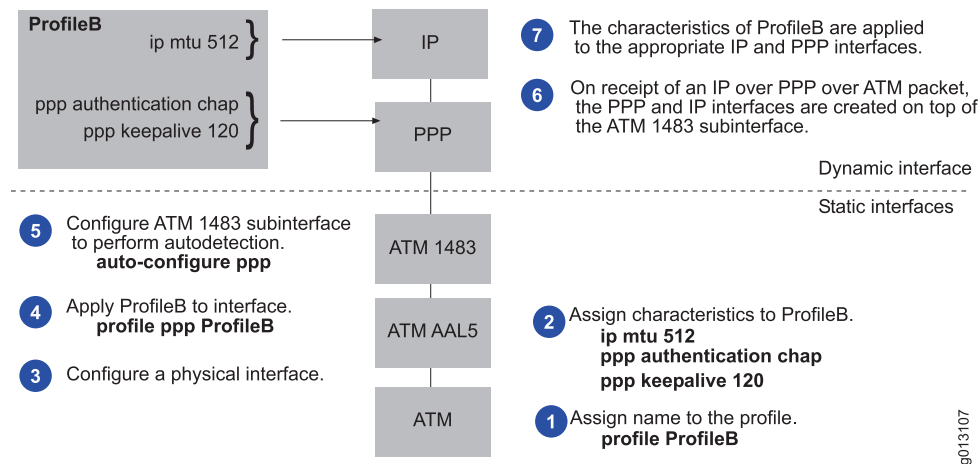 ProfileB
ip mtu 512
}
ppp authentication chap
ppp keepalive 120
}
IP
PPP
7
The characteristics of ProfileB are applied
to the appropriate IP and PPP interfaces.
6
On receipt of an IP over PPP over ATM packet,
the PPP and IP interfaces are created on top of
the ATM 1483 subinterface.
Dynamic interface
Static interfaces
5
Configure ATM 1483 subinterface
to perform autodetection.
auto-configure ppp
4
Apply ProfileB to interface.
profile ppp ProfileB
3
Configure a physical interface.
ATM 1483
ATM AAL5
ATM
2
Assign characteristics to ProfileB.
ip mtu 512
ppp authentication chap
ppp keepalive 120
1
Assign name to the profile.
profile ProfileB
g013107